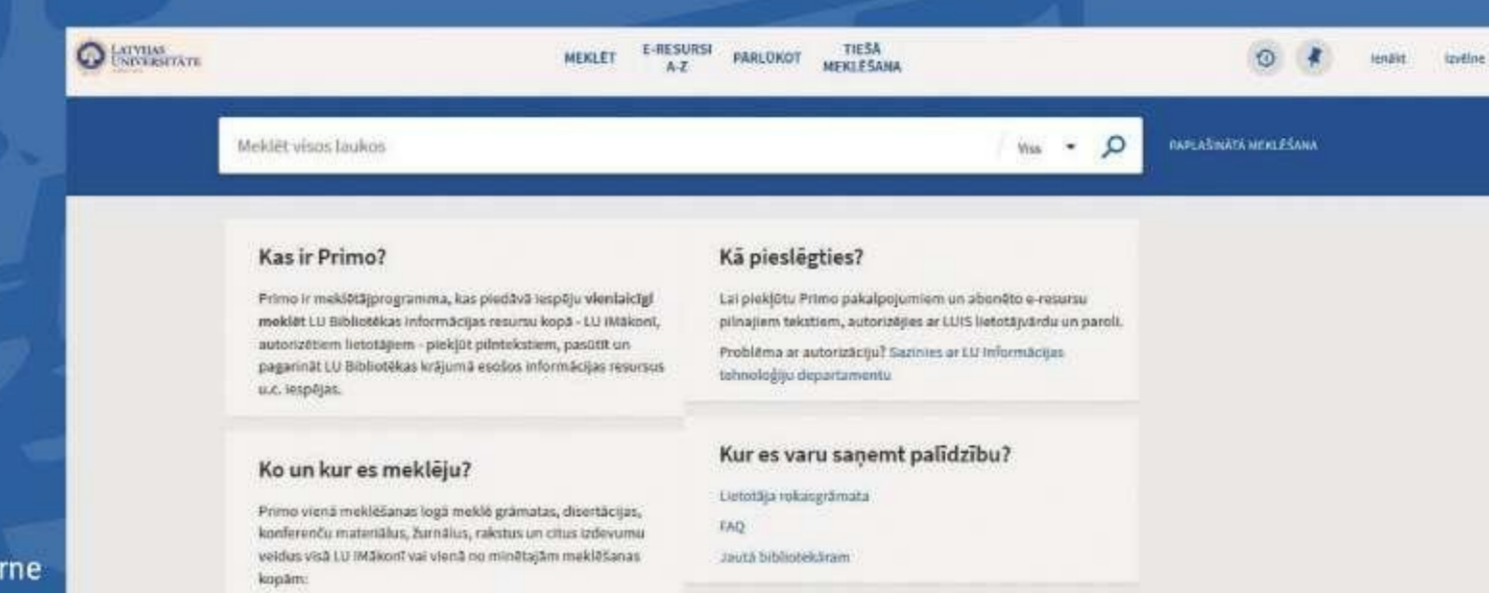 LATVIJAS
UNIVERSITĀTE
MEKLĒT
E-RESURSI
A-Z
PĀRLŪKOT
TIEŠĀ
MEKLĒŠANA
Ienākt
Izvēlne
Meklēt visos laukos
Viss
PAPLAŠINĀTĀ MEKLĒŠANA
Kas ir Primo?
Primo ir meklētājprogramma, kas piedāvā iespēju vienlaicīgi
meklēt LU Bibliotēkas informācijas resursu kopā - LU iMākonī,
autorizētiem lietotājiem - piekļūt pilntekstiem, pasūtīt un
pagarināt LU Bibliotēkas krājumā esošos informācijas resursus
u.c. iespējas.
Kā pieslēgties?
Lai piekļūtu Primo pakalpojumiem un abonēto e-resursu
pilnajiem tekstiem, autorizējies ar LUIS lietotājvārdu un paroli.
Problēma ar autorizāciju? Sazinies ar LU Informācijas
tehnoloģiju departamentu
Ko un kur es meklēju?
Primo vienā meklēšanas logā meklē grāmatas, disertācijas,
konferenču materiālus, žurnālus, rakstus un citus izdevumu
veidus visā LU iMākonī vai vienā no minētajām meklēšanas
kopām:
Kur es varu saņemt palīdzību?
Lietotāja rokasgrāmata
FAQ
Jautā bibliotekāram
rne